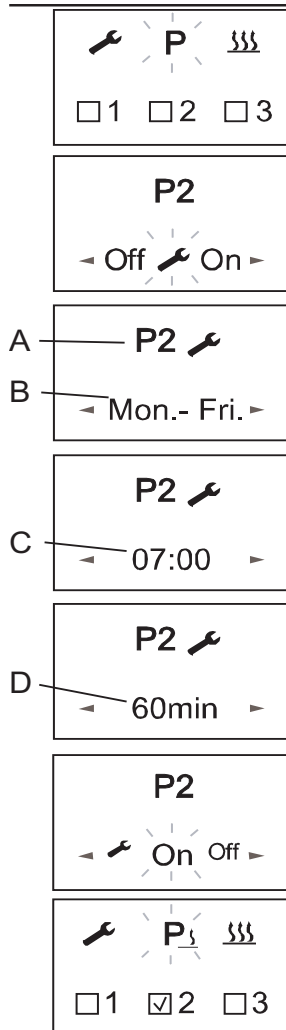 P
☐ 1 ☐ 2 ☐ 3
P2
◄ Off On ►
A
P2
B
◄ Mon.- Fri. ►
P2
C
◄ 07:00 ►
P2
D
◄ 60min ►
P2
◄ On Off ►
P
☐ 1 ☑ 2 ☐ 3